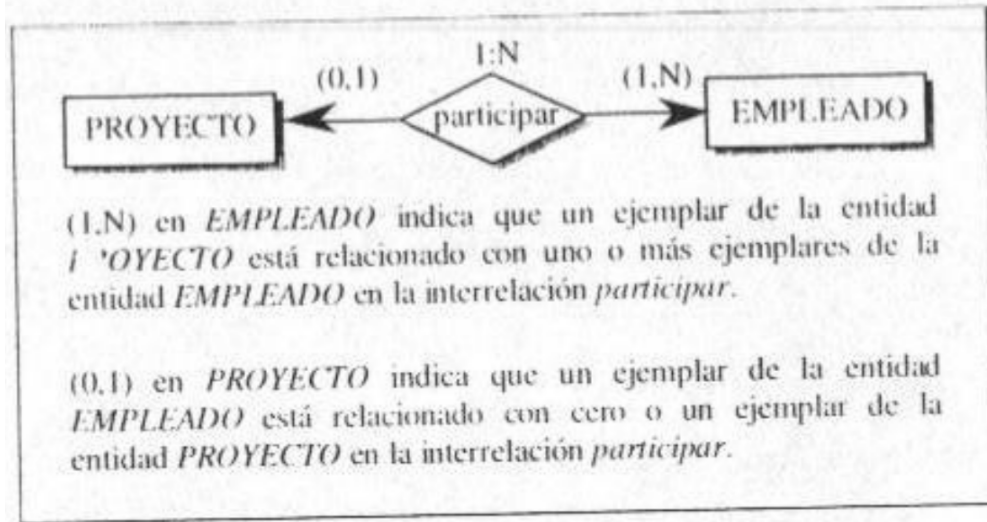 1:N
(0,1)
(1,N)
PROYECTO
participar
EMPLEADO
(1,N) en EMPLEADO indica que un ejemplar de la entidad
está relacionado con uno o más ejemplares de la
entidad EMPLEADO en la interrelación participar.
(0,1) en PROYECTO indica que un ejemplar de la entidad
EMPLEADO está relacionado con cero o un ejemplar de la
entidad PROYECTO en la interrelación participar.